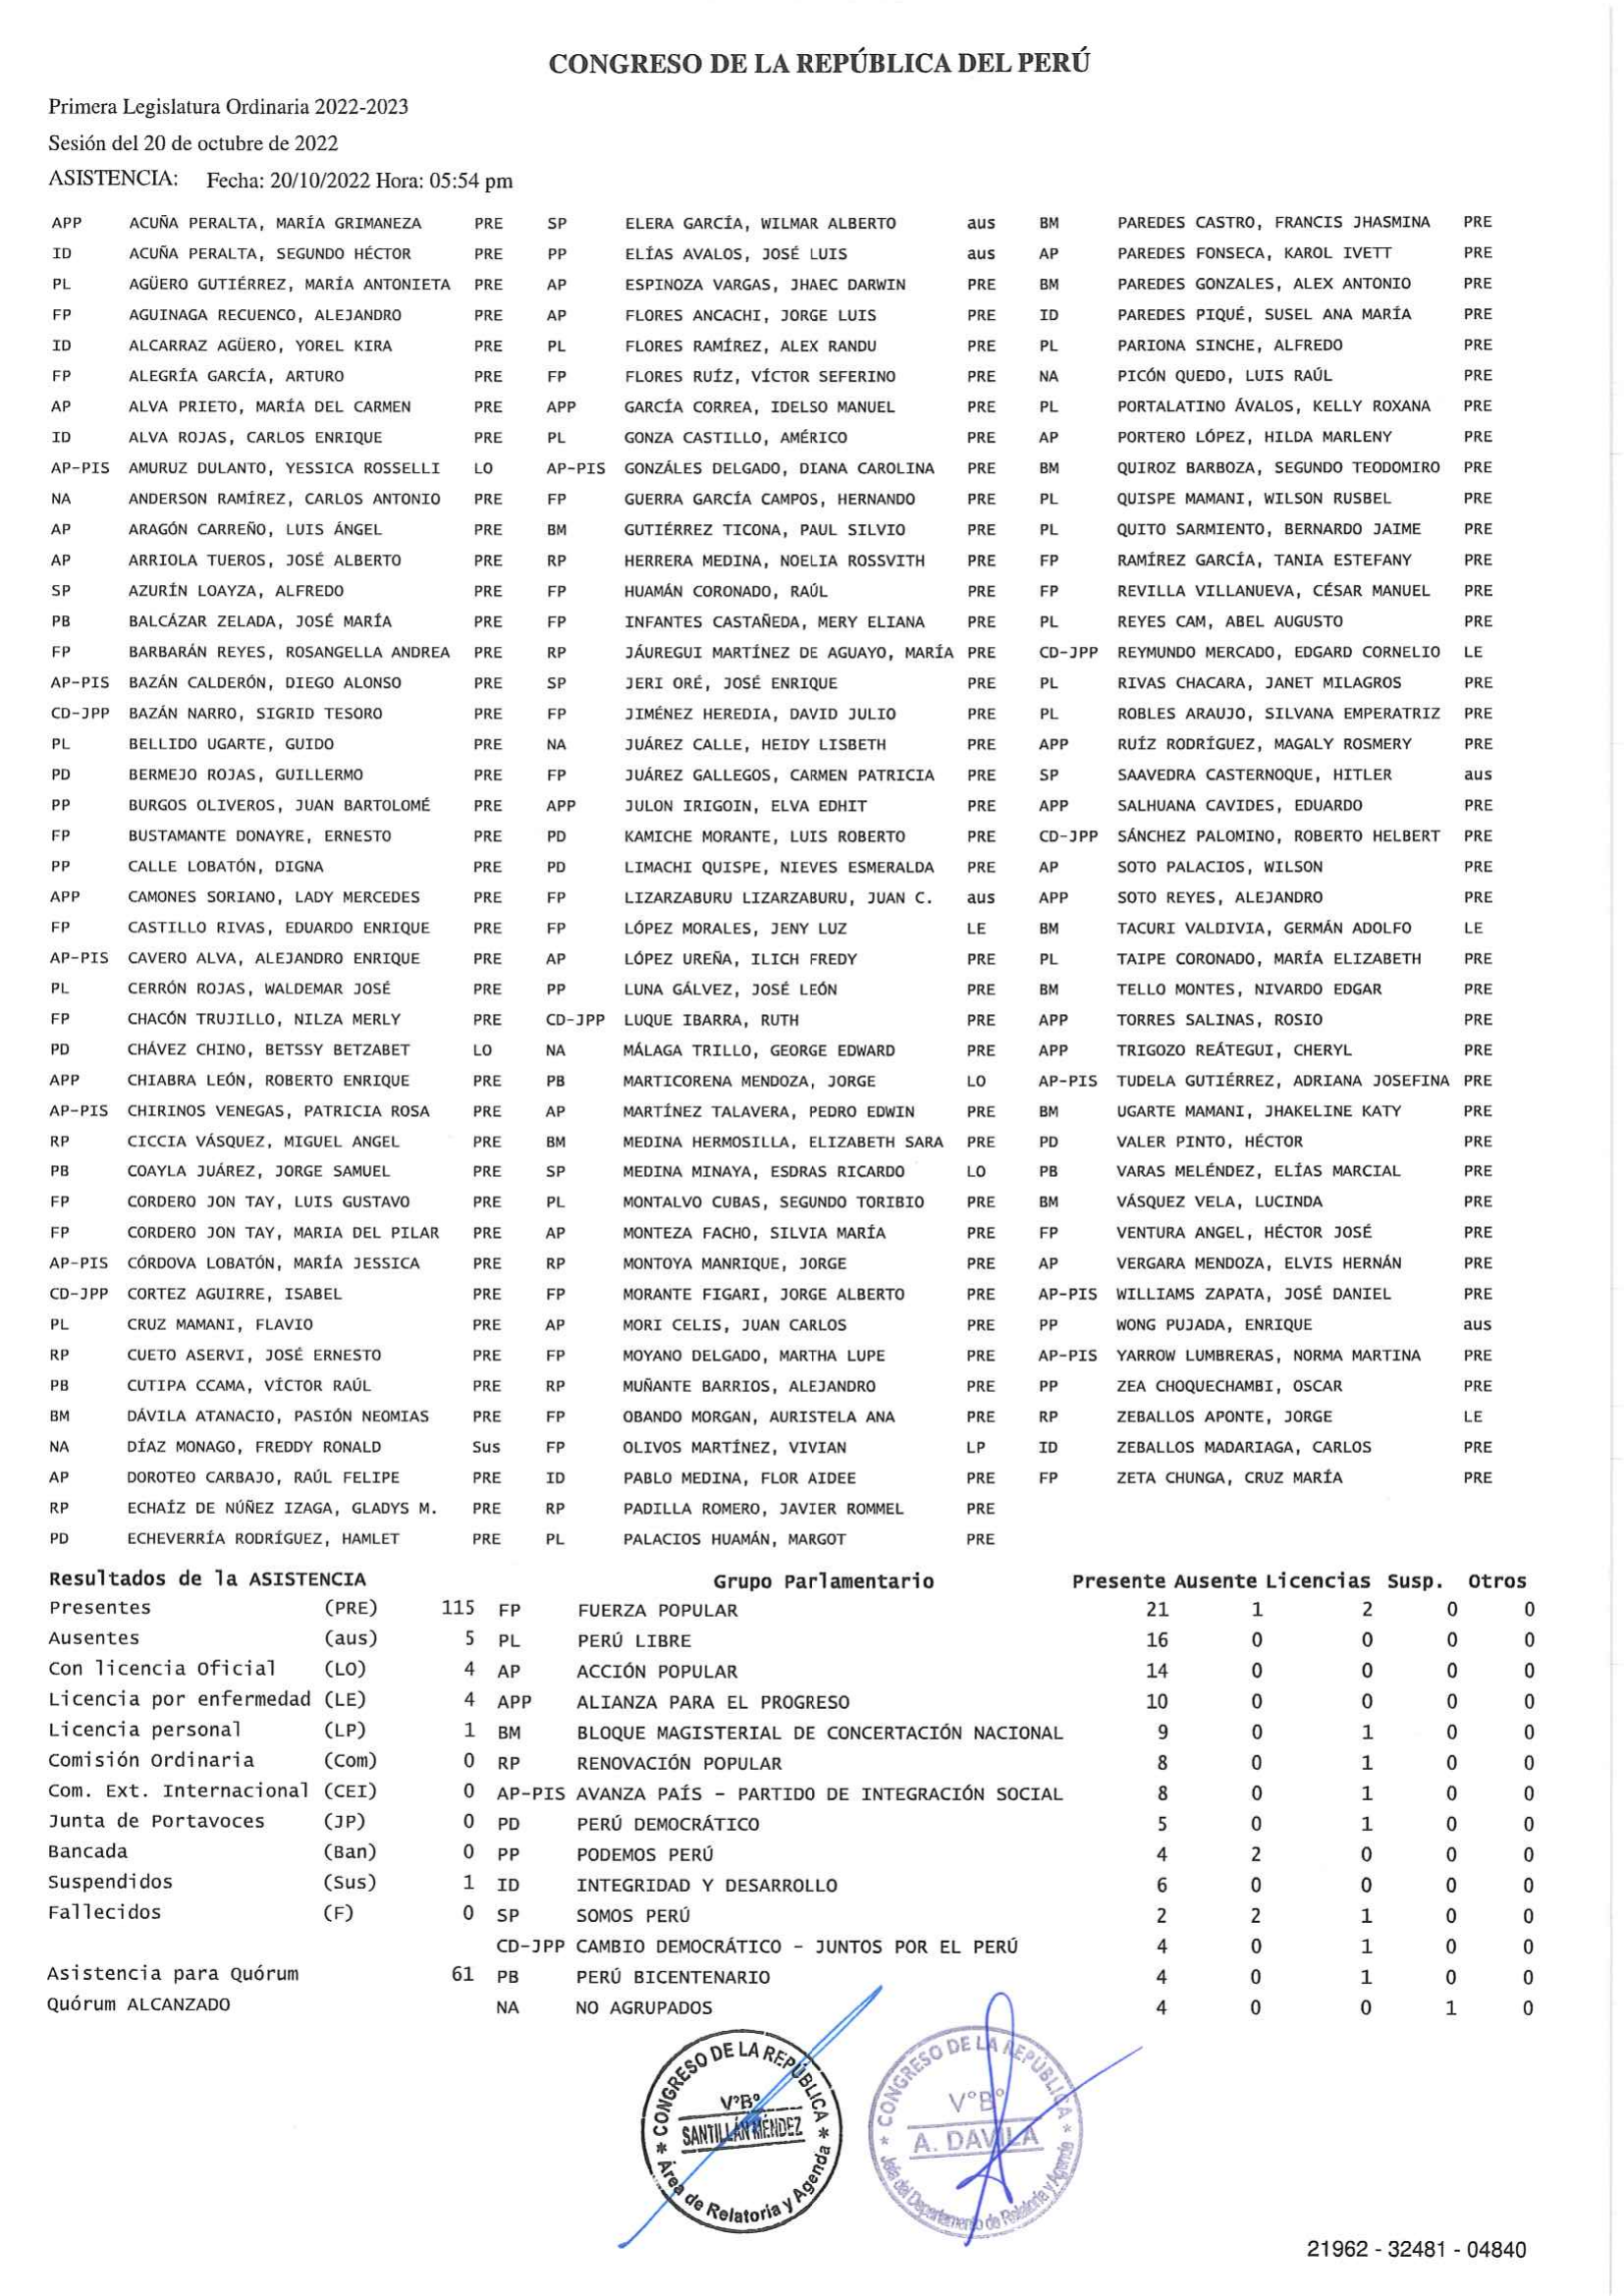 CONGRESO DE LA REPÚBLICA DEL PERÚ
Primera Legislatura Ordinaria 2022-2023
Sesión del 20 de octubre de 2022
ASISTENCIA: Fecha: 20/10/2022 Hora: 05:54 pm
APP ACUÑA PERALTA, MARÍA GRIMANEZA PRE SP ELERA GARCÍA, WILMAR ALBERTO aus BM PAREDES CASTRO, FRANCIS JHASMINA PRE
ID ACUÑA PERALTA, SEGUNDO HÉCTOR PRE PP ELÍAS AVALOS, JOSÉ LUIS aus AP PAREDES FONSECA, KAROL IVETT PRE
PL AGÜERO GUTIÉRREZ, MARÍA ANTONIETA PRE AP ESPINOZA VARGAS, JHAEC DARWIN PRE BM PAREDES GONZALES, ALEX ANTONIO PRE
FP AGUINAGA RECUENCO, ALEJANDRO PRE AP FLORES ANCACHI, JORGE LUIS PRE ID PAREDES PIQUÉ, SUSEL ANA MARÍA PRE
ID ALCARRAZ AGÜERO, YOREL KIRA PRE PL FLORES RAMÍREZ, ALEX RANDU PRE PL PARIONA SINCHE, ALFREDO PRE
FP ALEGRÍA GARCÍA, ARTURO PRE FP FLORES RUÍZ, VÍCTOR SEFERINO PRE NA PICÓN QUEDO, LUIS RAÚL PRE
AP ALVA PRIETO, MARÍA DEL CARMEN PRE APP GARCÍA CORREA, IDELSO MANUEL PRE PL PORTALATINO ÁVALOS, KELLY ROXANA PRE
ID ALVA ROJAS, CARLOS ENRIQUE PRE PL GONZA CASTILLO, AMÉRICO PRE AP PORTERO LÓPEZ, HILDA MARLENY PRE
AP-PIS AMURUZ DULANTO, YESSICA ROSSELLI LO AP-PIS GONZÁLES DELGADO, DIANA CAROLINA PRE BM QUIROZ BARBOZA, SEGUNDO TEODOMIRO PRE
NA ANDERSON RAMÍREZ, CARLOS ANTONIO PRE FP GUERRA GARCÍA CAMPOS, HERNANDO PRE PL QUISPE MAMANI, WILSON RUSBEL PRE
AP ARAGÓN CARREÑO, LUIS ÁNGEL PRE BM GUTIÉRREZ TICONA, PAUL SILVIO PRE PL QUITO SARMIENTO, BERNARDO JAIME PRE
AP ARRIOLA TUEROS, JOSÉ ALBERTO PRE RP HERRERA MEDINA, NOELIA ROSSVITH PRE FP RAMÍREZ GARCÍA, TANIA ESTEFANY PRE
SP AZURÍN LOAYZA, ALFREDO PRE FP HUAMÁN CORONADO, RAÚL PRE FP REVILLA VILLANUEVA, CÉSAR MANUEL PRE
PB BALCÁZAR ZELADA, JOSÉ MARÍA PRE FP INFANTES CASTAÑEDA, MERY ELIANA PRE PL REYES CAM, ABEL AUGUSTO PRE
FP BARBARÁN REYES, ROSANGELLA ANDREA PRE RP JÁUREGUI MARTÍNEZ DE AGUAYO, MARÍA PRE CD-JPP REYMUNDO MERCADO, EDGARD CORNELIO LE
AP-PIS BAZÁN CALDERÓN, DIEGO ALONSO PRE SP JERI ORÉ, JOSÉ ENRIQUE PRE PL RIVAS CHACARA, JANET MILAGROS PRE
CD-JPP BAZÁN NARRO, SIGRID TESORO PRE FP JIMÉNEZ HEREDIA, DAVID JULIO PRE PL ROBLES ARAUJO, SILVANA EMPERATRIZ PRE
PL BELLIDO UGARTE, GUIDO PRE NA JUÁREZ CALLE, HEIDY LISBETH PRE APP RUÍZ RODRÍGUEZ, MAGALY ROSMERY PRE
PD BERMEJO ROJAS, GUILLERMO PRE FP JUÁREZ GALLEGOS, CARMEN PATRICIA PRE SP SAAVEDRA CASTERNOQUE, HITLER aus
PP BURGOS OLIVEROS, JUAN BARTOLOMÉ PRE APP JULON IRIGOIN, ELVA EDHIT PRE APP SALHUANA CAVIDES, EDUARDO PRE
FP BUSTAMANTE DONAYRE, ERNESTO PRE PD KAMICHE MORANTE, LUIS ROBERTO PRE CD-JPP SÁNCHEZ PALOMINO, ROBERTO HELBERT PRE
PP CALLE LOBATÓN, DIGNA PRE PD LIMACHI QUISPE, NIEVES ESMERALDA PRE AP SOTO PALACIOS, WILSON PRE
APP CAMONES SORIANO, LADY MERCEDES PRE FP LIZARZABURU LIZARZABURU, JUAN C. aus APP SOTO REYES, ALEJANDRO PRE
FP CASTILLO RIVAS, EDUARDO ENRIQUE PRE FP LÓPEZ MORALES, JENY LUZ LE BM TACURI VALDIVIA, GERMÁN ADOLFO LE
AP-PIS CAVERO ALVA, ALEJANDRO ENRIQUE PRE AP LÓPEZ UREÑA, ILICH FREDY PRE PL TAIPE CORONADO, MARÍA ELIZABETH PRE
PL CERRÓN ROJAS, WALDEMAR JOSÉ PRE PP LUNA GÁLVEZ, JOSÉ LEÓN PRE BM TELLO MONTES, NIVARDO EDGAR PRE
FP CHACÓN TRUJILLO, NILZA MERLY PRE CD-JPP LUQUE IBARRA, RUTH PRE APP TORRES SALINAS, ROSIO PRE
PD CHÁVEZ CHINO, BETSSY BETZABET LO NA MÁLAGA TRILLO, GEORGE EDWARD PRE APP TRIGOZO REÁTEGUI, CHERYL PRE
APP CHIABRA LEÓN, ROBERTO ENRIQUE PRE PB MARTICORENA MENDOZA, JORGE LO AP-PIS TUDELA GUTIÉRREZ, ADRIANA JOSEFINA PRE
AP-PIS CHIRINOS VENEGAS, PATRICIA ROSA PRE AP MARTÍNEZ TALAVERA, PEDRO EDWIN PRE BM UGARTE MAMANI, JHAKELINE KATY PRE
RP CICCIA VÁSQUEZ, MIGUEL ANGEL PRE BM MEDINA HERMOSILLA, ELIZABETH SARA PRE PD VALER PINTO, HÉCTOR PRE
PB COAYLA JUÁREZ, JORGE SAMUEL PRE SP MEDINA MINAYA, ESDRAS RICARDO LO PB VARAS MELÉNDEZ, ELÍAS MARCIAL PRE
FP CORDERO JON TAY, LUIS GUSTAVO PRE PL MONTALVO CUBAS, SEGUNDO TORIBIO PRE BM VÁSQUEZ VELA, LUCINDA PRE
FP CORDERO JON TAY, MARIA DEL PILAR PRE AP MONTEZA FACHO, SILVIA MARÍA PRE FP VENTURA ANGEL, HÉCTOR JOSÉ PRE
AP-PIS CÓRDOVA LOBATÓN, MARÍA JESSICA PRE RP MONTOYA MANRIQUE, JORGE PRE AP VERGARA MENDOZA, ELVIS HERNÁN PRE
CD-JPP CORTEZ AGUIRRE, ISABEL PRE FP MORANTE FIGARI, JORGE ALBERTO PRE AP-PIS WILLIAMS ZAPATA, JOSÉ DANIEL PRE
PL CRUZ MAMANI, FLAVIO PRE AP MORI CELIS, JUAN CARLOS PRE PP WONG PUJADA, ENRIQUE aus
RP CUETO ASERVI, JOSÉ ERNESTO PRE FP MOYANO DELGADO, MARTHA LUPE PRE AP-PIS YARROW LUMBRERAS, NORMA MARTINA PRE
PB CUTIPA CCAMA, VÍCTOR RAÚL PRE RP MUÑANTE BARRIOS, ALEJANDRO PRE PP ZEA CHOQUECHAMBI, OSCAR PRE
BM DÁVILA ATANACIO, PASIÓN NEOMIAS PRE FP OBANDO MORGAN, AURISTELA ANA PRE RP ZEBALLOS APONTE, JORGE LE
NA DÍAZ MONAGO, FREDDY RONALD Sus FP OLIVOS MARTÍNEZ, VIVIAN LP ID ZEBALLOS MADARIAGA, CARLOS PRE
AP DOROTEO CARBAJO, RAÚL FELIPE PRE ID PABLO MEDINA, FLOR AIDEE PRE FP ZETA CHUNGA, CRUZ MARÍA PRE
RP ECHAÍZ DE NÚÑEZ IZAGA, GLADYS M. PRE RP PADILLA ROMERO, JAVIER ROMMEL PRE
PD ECHEVERRÍA RODRÍGUEZ, HAMLET PRE PL PALACIOS HUAMÁN, MARGOT PRE
Resultados de la ASISTENCIA Grupo Parlamentario Presente Ausente Licencias Susp. Otros
Presentes (PRE) 115 FP FUERZA POPULAR 21 1 2 0 0
Ausentes (aus) 5 PL PERÚ LIBRE 16 0 0 0 0
Con licencia Oficial (LO) 4 AP ACCIÓN POPULAR 14 0 0 0 0
Licencia por enfermedad (LE) 4 APP ALIANZA PARA EL PROGRESO 10 0 0 0 0
Licencia personal (LP) 1 BM BLOQUE MAGISTERIAL DE CONCERTACIÓN NACIONAL 9 0 1 0 0
Comisión Ordinaria (Com) 0 RP RENOVACIÓN POPULAR 8 0 1 0 0
Com. Ext. Internacional (CEI) 0 AP-PIS AVANZA PAÍS - PARTIDO DE INTEGRACIÓN SOCIAL 8 0 1 0 0
Junta de Portavoces (JP) 0 PD PERÚ DEMOCRÁTICO 5 0 1 0 0
Bancada (Ban) 0 PP PODEMOS PERÚ 4 2 0 0 0
Suspendidos (Sus) 1 ID INTEGRIDAD Y DESARROLLO 6 0 0 0 0
Fallecidos (F) 0 SP SOMOS PERÚ 2 2 1 0 0
CD-JPP CAMBIO DEMOCRÁTICO - JUNTOS POR EL PERÚ 4 0 1 0 0
Asistencia para Quórum 61 PB PERÚ BICENTENARIO 4 0 1 0 0
Quórum ALCANZADO NA NO AGRUPADOS 4 0 0 1 0
CONGRESO DE LA REPÚBLICA
V°B°
SANTILLÁN MÉNDEZ
Área de Relatoria y Agenda
CONGRESO DE LA REPÚBLICA
V°B°
A. DAVILA
Jefa del Departamento de Relatoria y Agenda
21962 - 32481 - 04840